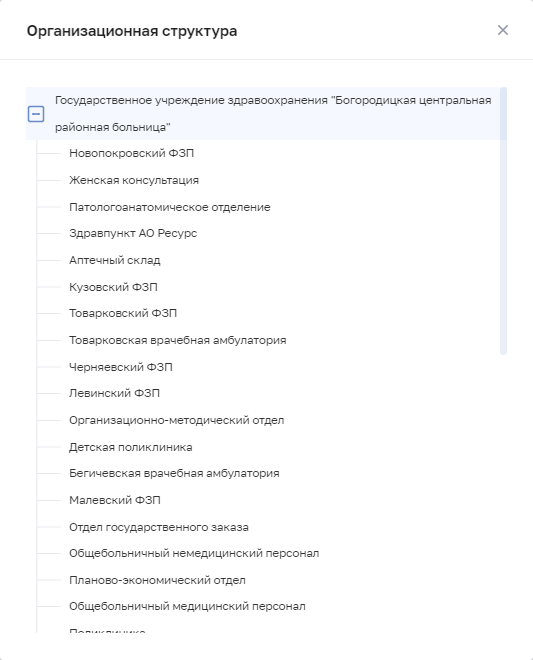 Организационная структура
Государственное учреждение здравоохранения "Богородицкая центральная
районная больница"
Новопокровский ФЗП
Женская консультация
Патологоанатомическое отделение
Здравпункт АО Ресурс
Аптечный склад
Кузовский ФЗП
Товарковский ФЗП
Товарковская врачебная амбулатория
Черняевский ФЗП
Левинский ФЗП
Организационно-методический отдел
Детская поликлиника
Бегичевская врачебная амбулатория
Малевский ФЗП
Отдел государственного заказа
Общебольничный немедицинский персонал
Планово-экономический отдел
Общебольничный медицинский персонал
Поликлиника